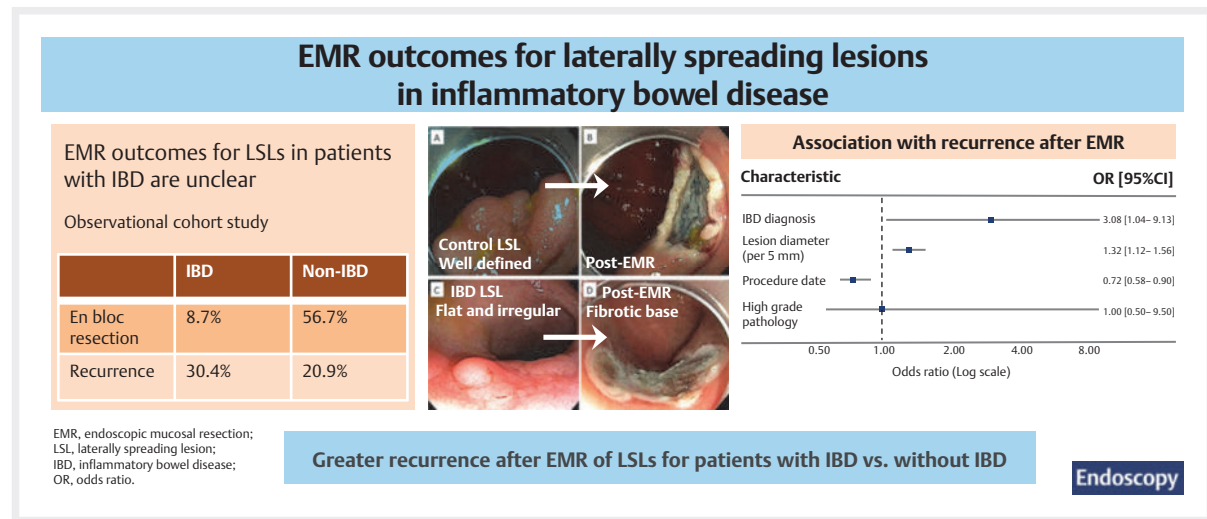 EMR outcomes for laterally spreading lesions
in inflammatory bowel disease
EMR outcomes for LSLs in patients
with IBD are unclear
Observational cohort study
IBD Non-IBD
En bloc
resection 8.7% 56.7%
Recurrence 30.4% 20.9%
A
Control LSL
Well defined
B
Post-EMR
C IBD LSL
Flat and irregular
D Post-EMR
Fibrotic base
Association with recurrence after EMR
Characteristic OR [95%CI]
IBD diagnosis 3.08 [1.04– 9.13]
Lesion diameter
(per 5 mm) 1.32 [1.12– 1.56]
Procedure date 0.72 [0.58– 0.90]
High grade
pathology 1.00 [0.50– 9.50]
0.50 1.00 2.00 4.00 8.00
Odds ratio (Log scale)
EMR, endoscopic mucosal resection;
LSL, laterally spreading lesion;
IBD, inflammatory bowel disease;
OR, odds ratio.
Greater recurrence after EMR of LSLs for patients with IBD vs. without IBD
Endoscopy